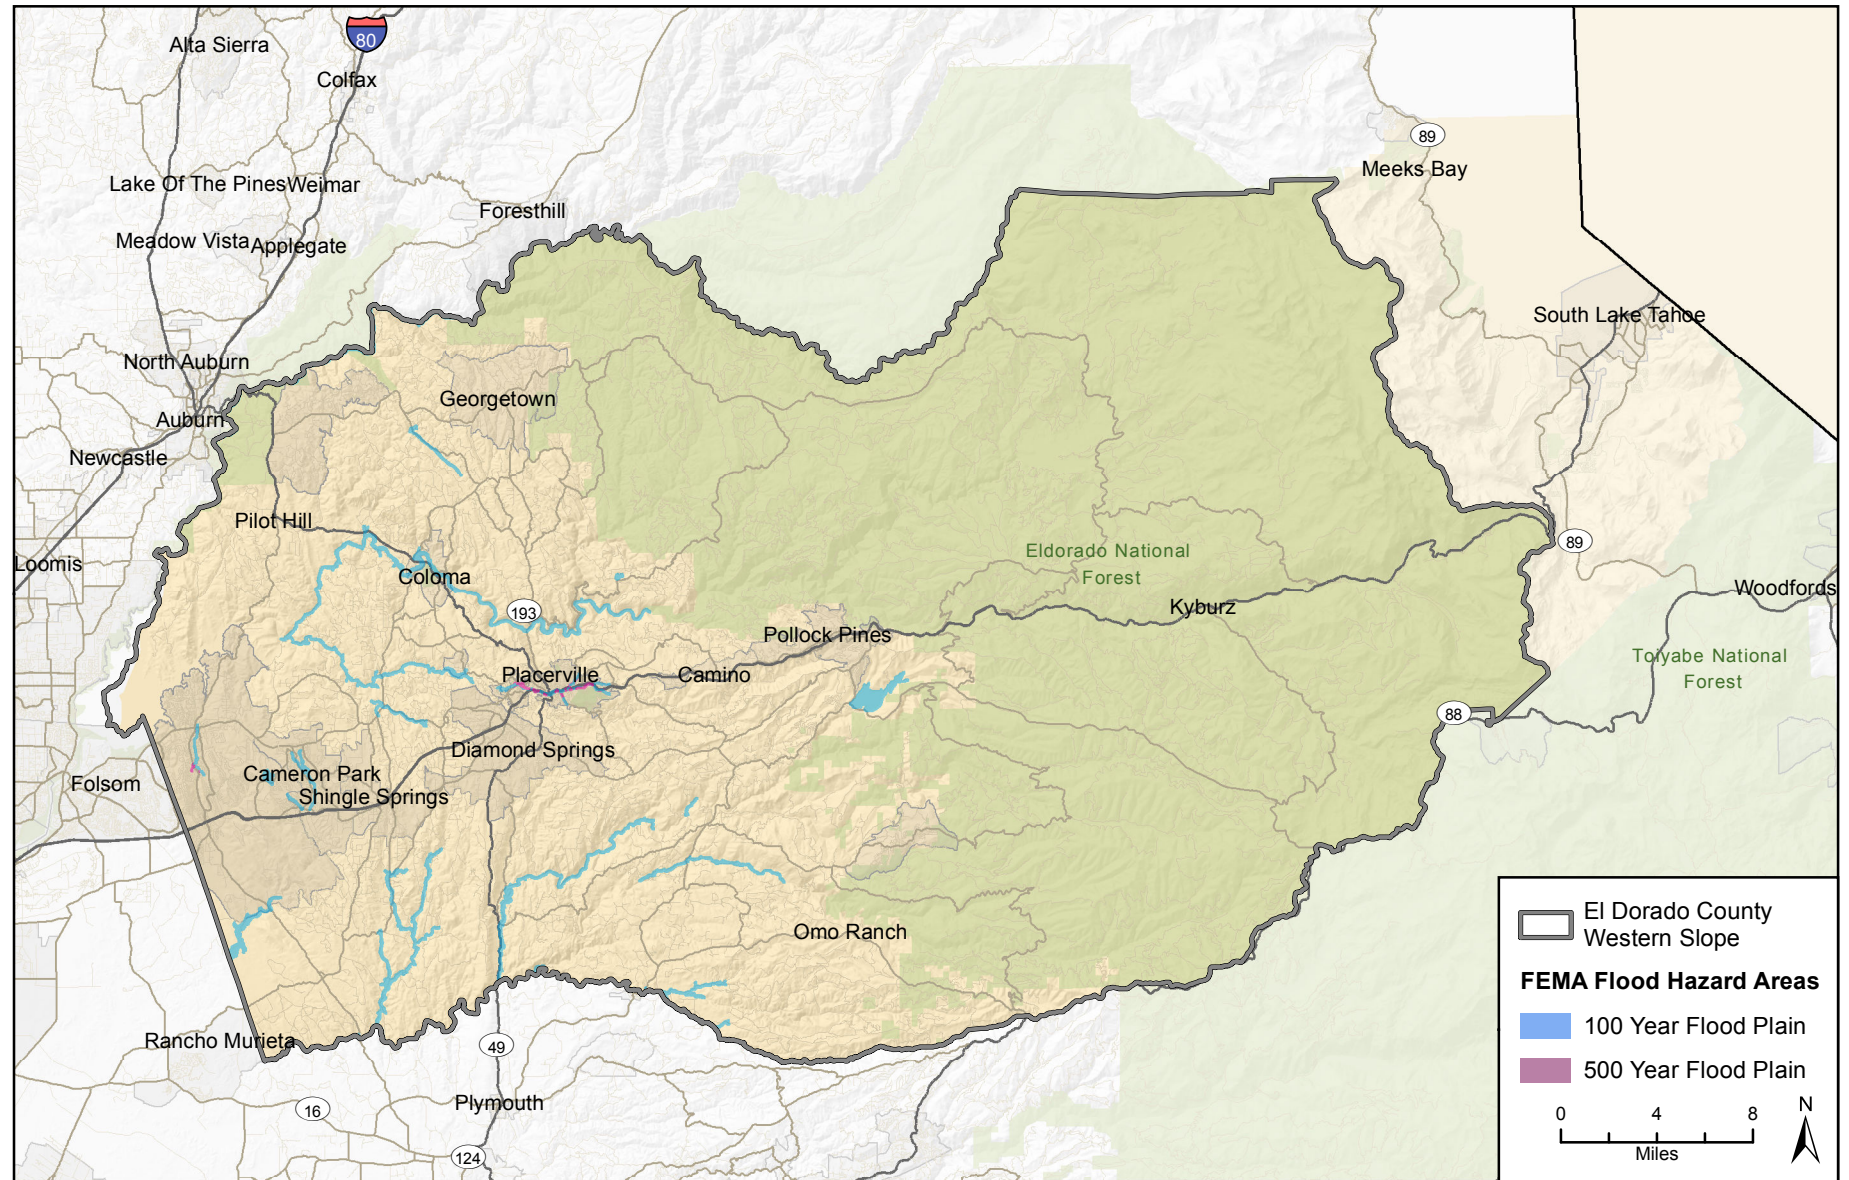 Alta Sierra
80
Colfax
89
Meeks Bay
Lake Of The Pines
Weimar
Foresthill
Meadow Vista
Applegate
South Lake Tahoe
North Auburn
Georgetown
Auburn
Newcastle
Pilot Hill
Eldorado National
Forest
89
Loomis
Coloma
Woodfords
193
Kyburz
Pollock Pines
Toiyabe National
Forest
Placerville
Camino
88
Diamond Springs
Folsom
Cameron Park
Shingle Springs
Omo Ranch
Rancho Murieta
49
Plymouth
16
124
El Dorado County
Western Slope
FEMA Flood Hazard Areas
100 Year Flood Plain
500 Year Flood Plain
0 4 8
Miles
N